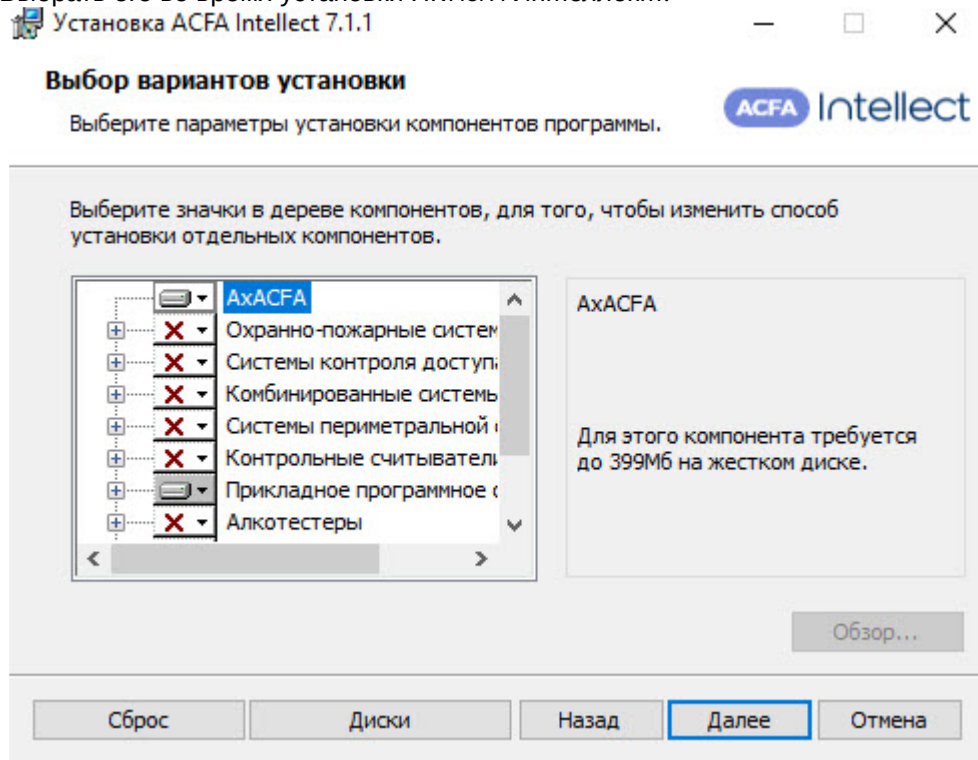 Установка ACFA Intellect 7.1.1
Выбор вариантов установки
Выберите параметры установки компонентов программы.
ACFA Intellect
Выберите значки в дереве компонентов, для того, чтобы изменить способ
установки отдельных компонентов.
AxACFA
Охранно-пожарные систем
Системы контроля доступа
Комбинированные системы
Системы периметральной
Контрольные считывател
Прикладное программное
Алкотестеры
AxACFA
Для этого компонента требуется
до 399Мб на жестком диске.
Обзор...
Сброс
Диски
Назад
Далее
Отмена